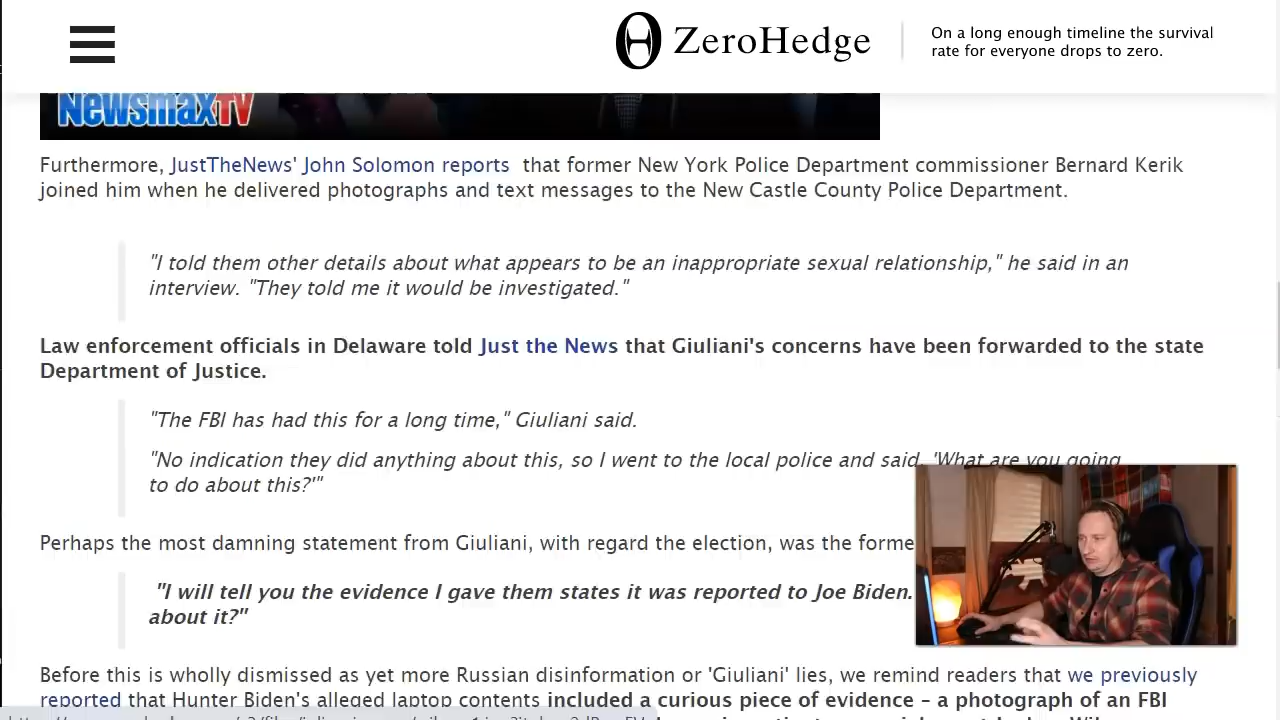 ZeroHedge
On a long enough timeline the survival
rate for everyone drops to zero.
NewsmaxTV
Furthermore, JustTheNews' John Solomon reports that former New York Police Department commissioner Bernard Kerik
joined him when he delivered photographs and text messages to the New Castle County Police Department.
"I told them other details about what appears to be an inappropriate sexual relationship," he said in an
interview. "They told me it would be investigated."
Law enforcement officials in Delaware told Just the News that Giuliani's concerns have been forwarded to the state
Department of Justice.
"The FBI has had this for a long time," Giuliani said.
"No indication they did anything about this, so I went to the local police and said, 'What are you going
to do about this?'"
Perhaps the most damning statement from Giuliani, with regard the election, was the forme
"I will tell you the evidence I gave them states it was reported to Joe Biden.
about it?"
Before this is wholly dismissed as yet more Russian disinformation or 'Giuliani' lies, we remind readers that we previously
reported that Hunter Biden's alleged laptop contents included a curious piece of evidence – a photograph of an FBI